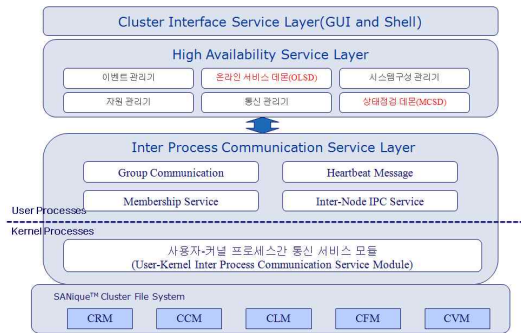 Cluster Interface Service Layer(GUI and Shell)
High Availability Service Layer
이벤트 관리기
온라인 서비스 데몬(OLSD)
시스템구성 관리기
자원 관리기
통신 관리기
상태점검 데몬(MCSD)
Inter Process Communication Service Layer
Group Communication
Heartbeat Message
Membership Service
Inter-Node IPC Service
User Processes
Kernel Processes
사용자-커널 프로세스간 통신 서비스 모듈
(User-Kernel Inter Process Communication Service Module)
SANique™ Cluster File System
CRM
CCM
CLM
CFM
CVM